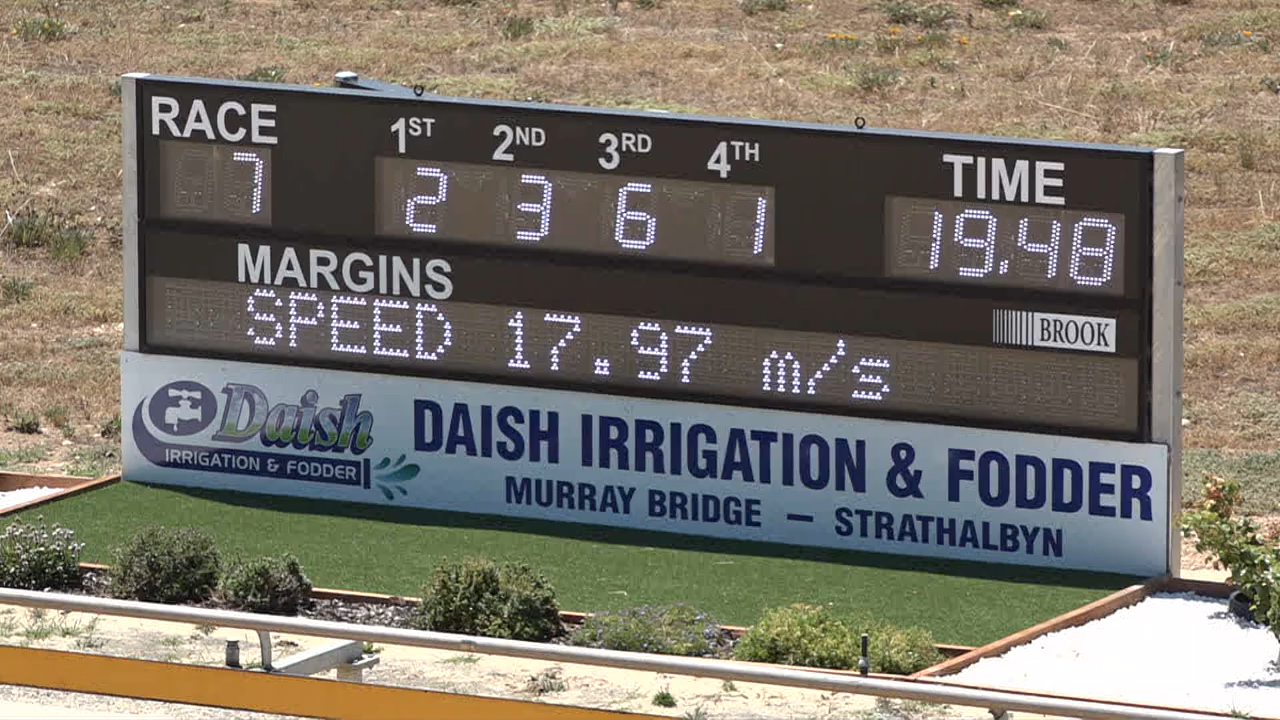 RACE 1ST 2ND 3RD 4TH TIME
7 2 3 6 1 19.48
MARGINS
BROOK
SPEED 17.97 m/s
Daish
IRRIGATION & FODDER
DAISH IRRIGATION & FODDER
MURRAY BRIDGE – STRATHALBYN